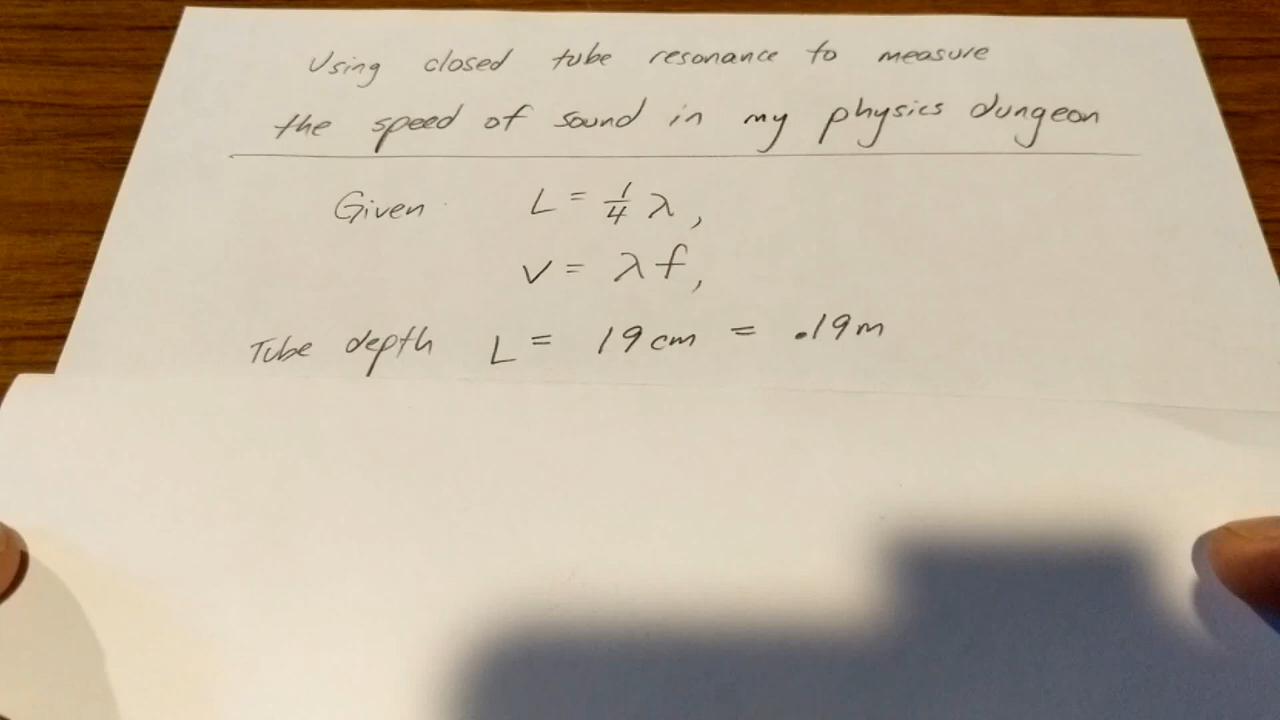 Using closed tube resonance to measure
the speed of sound in my physics dungeon
Given L = 1/4 λ,
v = λf,
Tube depth L = 19cm = .19m